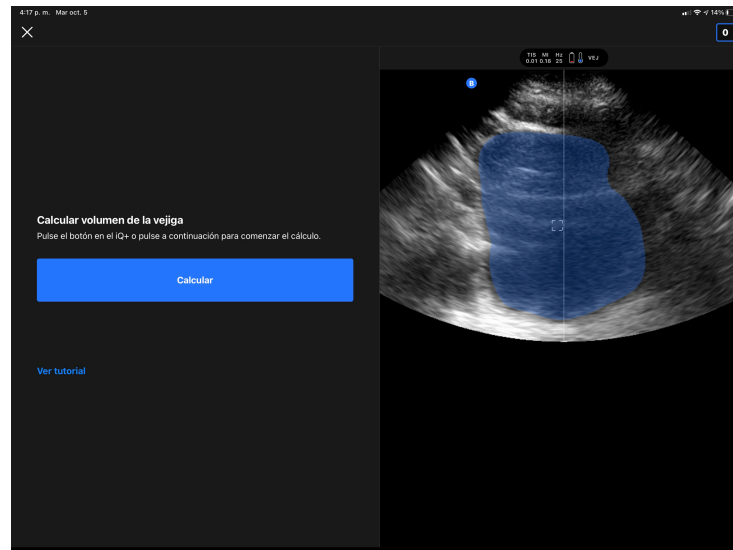 4:17 p. m. Mar oct. 5
14%
0
TIS MI Hz
0.01 0.18 25
VEJ
B
Calcular volumen de la vejiga
Pulse el botón en el iQ+ o pulse a continuación para comenzar el cálculo.
Calcular
Ver tutorial